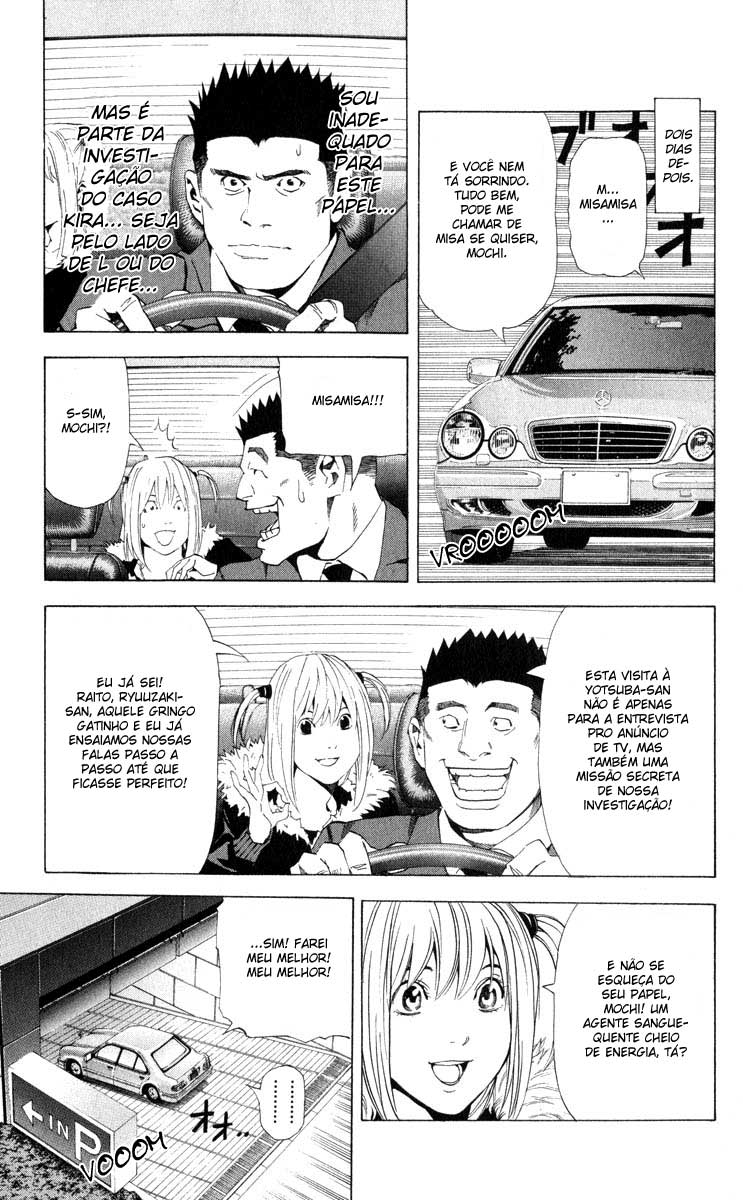 DOIS
DIAS
DE-
POIS.
ブオオ
M...
MISAMISA
...
E VOCÊ NEM
TÁ SORRINDO.
TUDO BEM,
PODE ME
CHAMAR DE
MISA SE QUISER,
MOCHI.
VROOOOOM
SOU
INADE-
QUADO
PARA
ESTE
PAPEL...
MAS É
PARTE DA
INVESTI-
GAÇÃO
DO CASO
KIRA... SEJA
PELO LADO
DE L OU DO
CHEFE...
MISAMISA!!!
S-SIM,
MOCHI?!
ESTA VISITA À
YOTSUBA-SAN
NÃO É APENAS
PARA A ENTREVISTA
PRO ANÚNCIO
DE TV, MAS
TAMBÉM UMA
MISSÃO SECRETA
DE NOSSA
INVESTIGAÇÃO!
EU JÁ SEI!
RAITO, RYUUZAKI-
SAN, AQUELE GRINGO
GATINHO E EU JÁ
ENSAIAMOS NOSSAS
FALAS PASSO A
PASSO ATÉ QUE
FICASSE PERFEITO!
E NÃO SE
ESQUEÇA DO
SEU PAPEL,
MOCHI! UM
AGENTE SANGUE-
QUENTE CHEIO
DE ENERGIA, TÁ?
...SIM! FAREI
MEU MELHOR!
MEU MELHOR!
..........
オオ..
← IN P
VOOOM